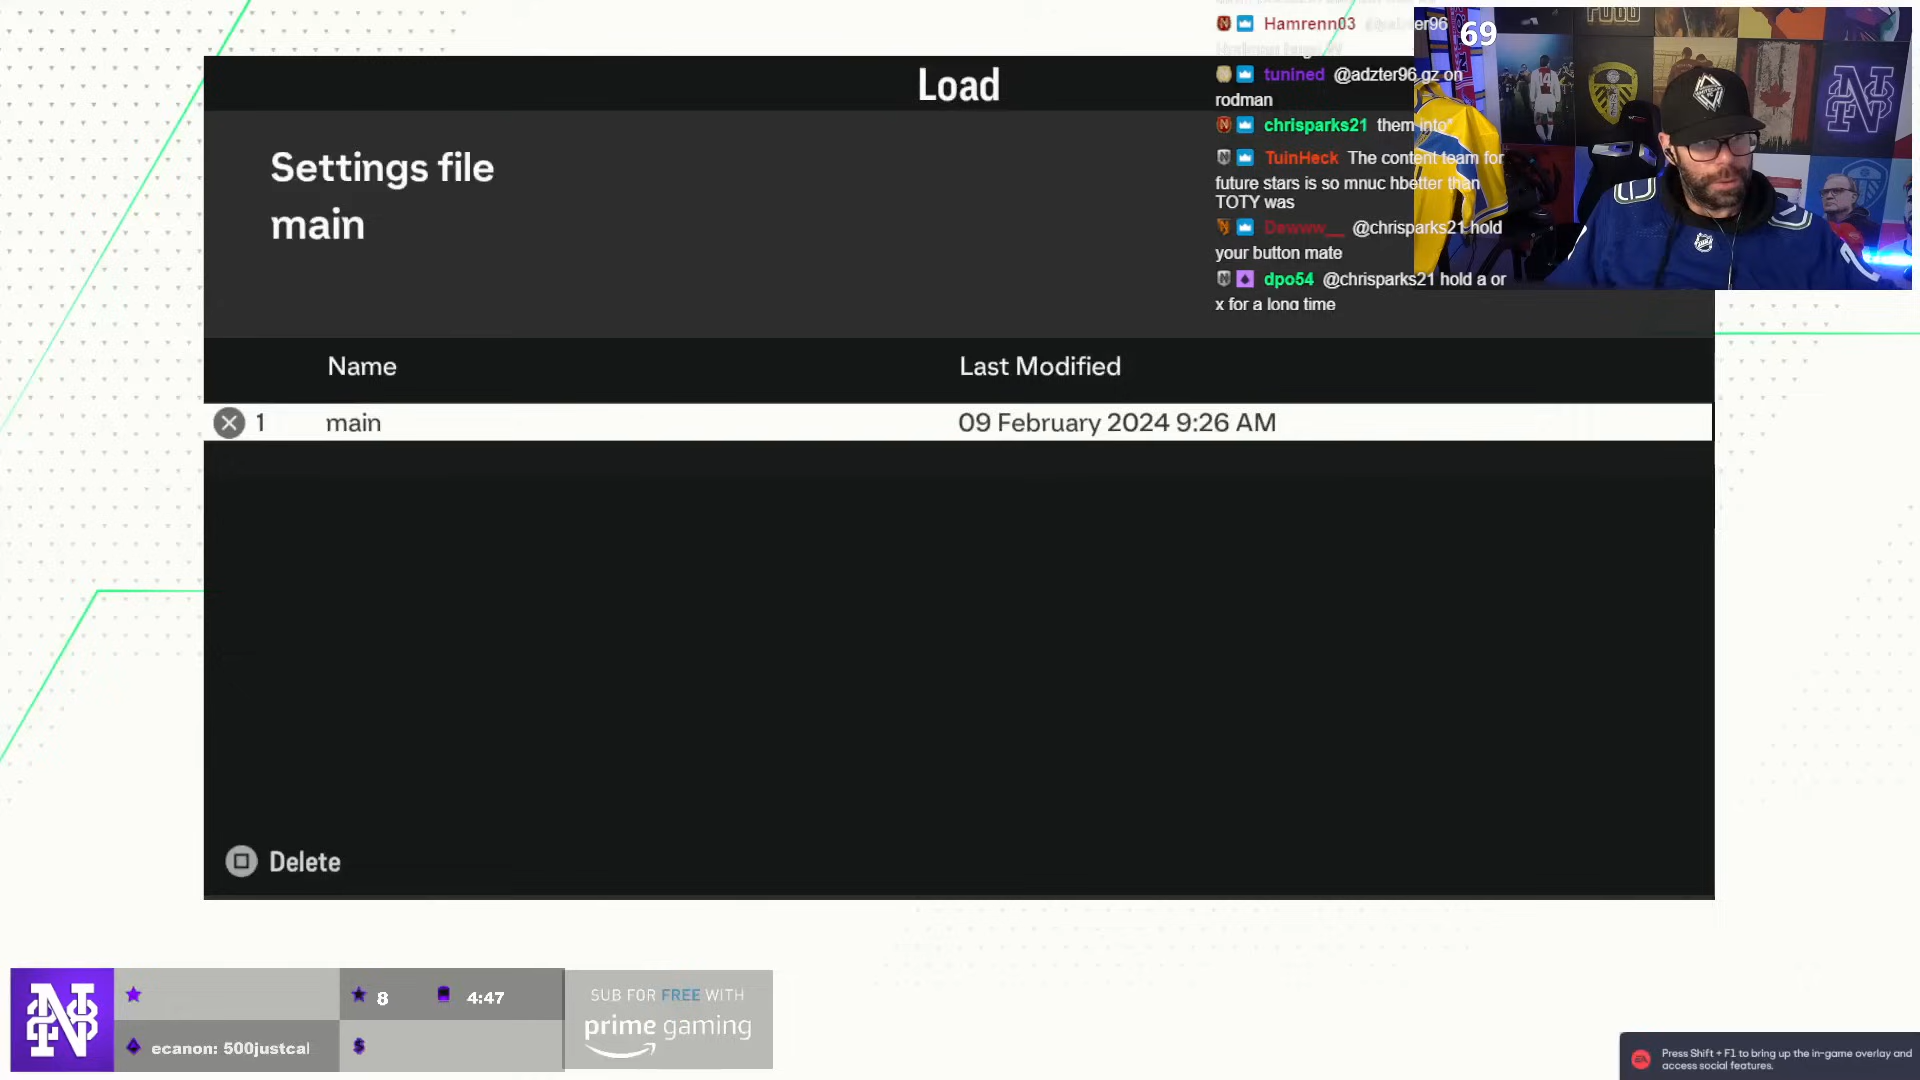 Load
Settings file
main
Name
Last Modified
1 main 09 February 2024 9:26 AM
Delete
Hamrenn03
tunined @adzter96 gz on
rodman
chrisparks21 them into*
TuinHeck The content team for
future stars is so mnuc hbetter than
TOTY was
Dawww__ @chrisparks21 hold
your button mate
dpo54 @chrisparks21 hold a or
x for a long time
69
14
8
4:47
ecanon: 500justcal
SUB FOR FREE WITH
prime gaming
Press Shift + F1 to bring up the in-game overlay and
access social features.